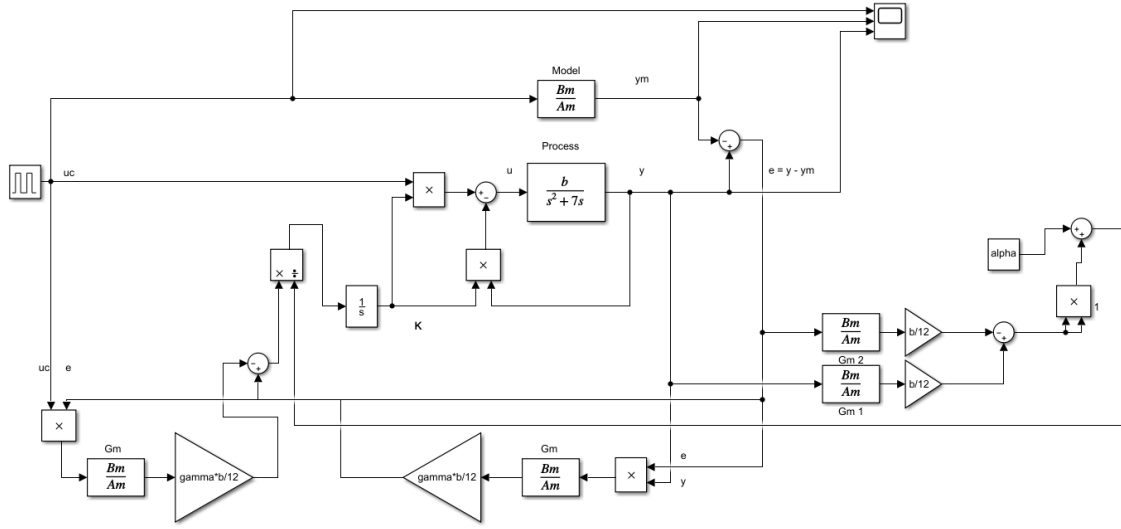 Model
ym
Bm
Am
Process
uc
u
y
e = y - ym
×
b
s² + 7s
alpha
× ÷
×
×
1
s
K
1
Bm
Am
b/12
Gm 2
uc e
Bm
Am
b/12
Gm 1
×
Gm
Gm
e
Bm
Am
gamma*b/12
gamma*b/12
Bm
Am
×
y